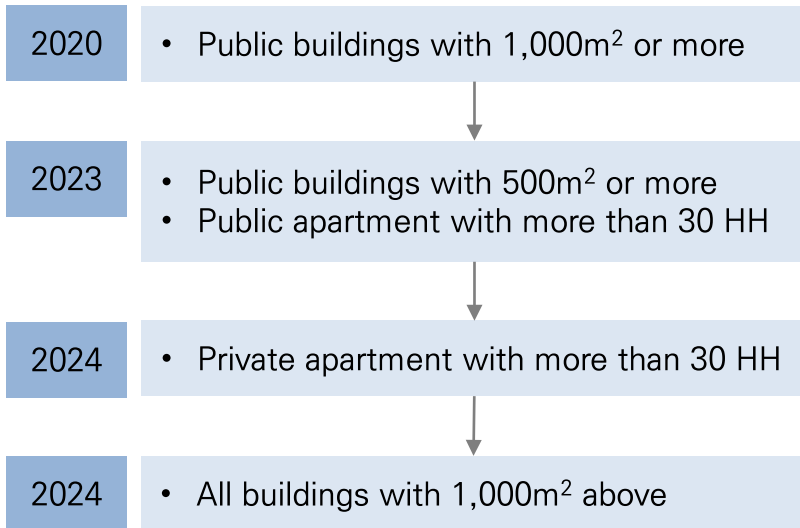 2020
• Public buildings with 1,000m² or more
2023
• Public buildings with 500m² or more
• Public apartment with more than 30 HH
2024
• Private apartment with more than 30 HH
2024
• All buildings with 1,000m² above